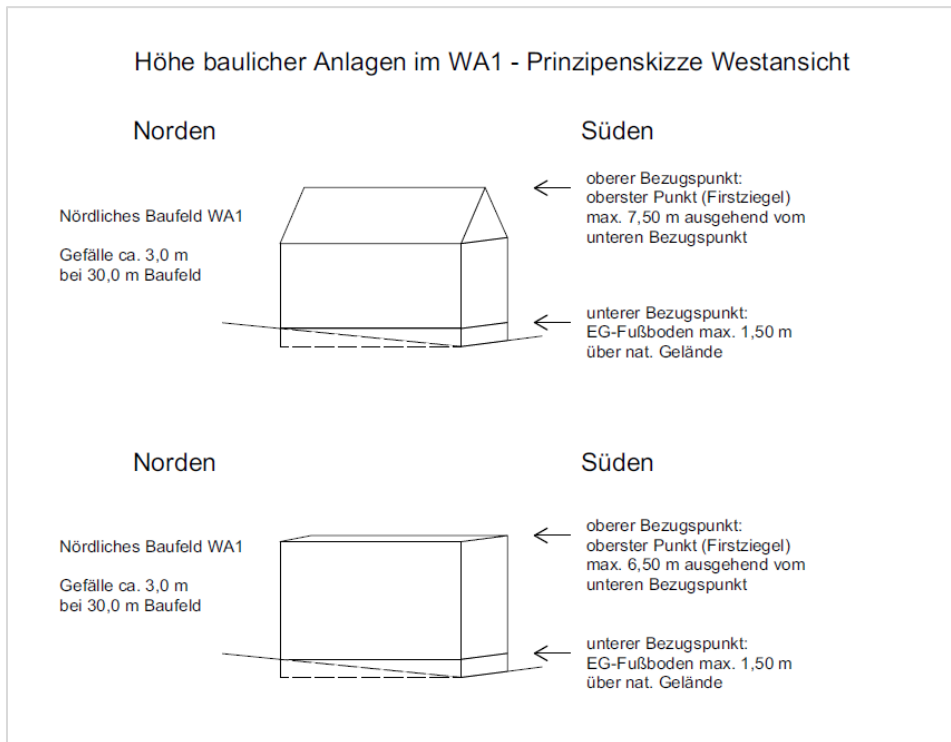 Höhe baulicher Anlagen im WA1 - Prinzipenskizze Westansicht
Norden
Süden
Nördliches Baufeld WA1
Gefälle ca. 3,0 m
bei 30,0 m Baufeld
oberer Bezugspunkt:
oberster Punkt (Firstziegel)
max. 7,50 m ausgehend vom
unteren Bezugspunkt
unterer Bezugspunkt:
EG-Fußboden max. 1,50 m
über nat. Gelände
Norden
Süden
Nördliches Baufeld WA1
Gefälle ca. 3,0 m
bei 30,0 m Baufeld
oberer Bezugspunkt:
oberster Punkt (Firstziegel)
max. 6,50 m ausgehend vom
unteren Bezugspunkt
unterer Bezugspunkt:
EG-Fußboden max. 1,50 m
über nat. Gelände